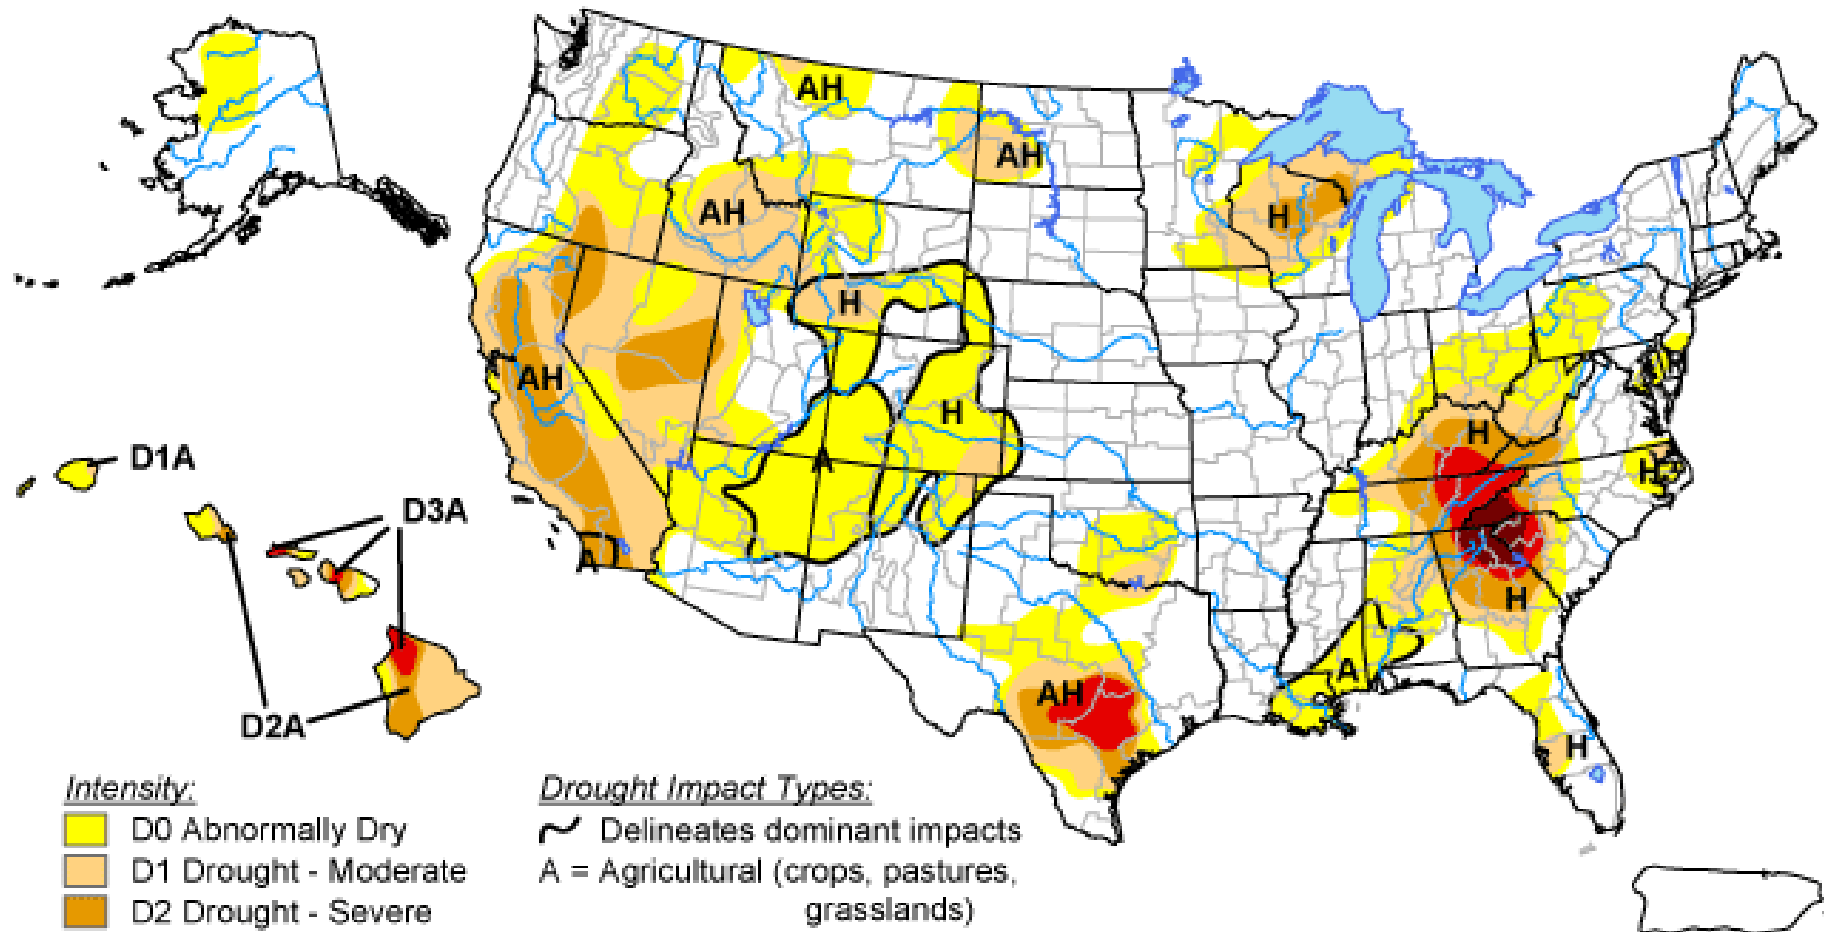 AH
AH
AH
H
H
AH
H
A
H
H
H
D1A
D3A
A
H
A
AH
H
D2A
Intensity:
D0 Abnormally Dry
D1 Drought - Moderate
D2 Drought - Severe
Drought Impact Types:
Delineates dominant impacts
A = Agricultural (crops, pastures,
grasslands)